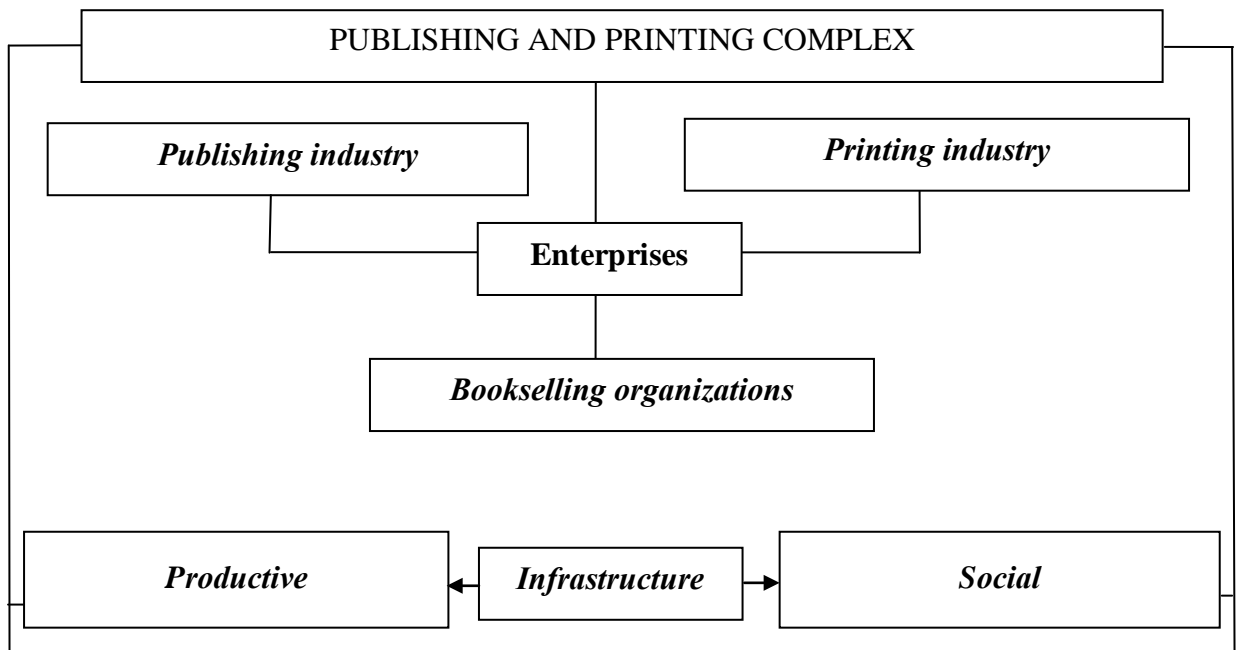 PUBLISHING AND PRINTING COMPLEX
Publishing industry
Printing industry
Enterprises
Bookselling organizations
Productive
Infrastructure
Social